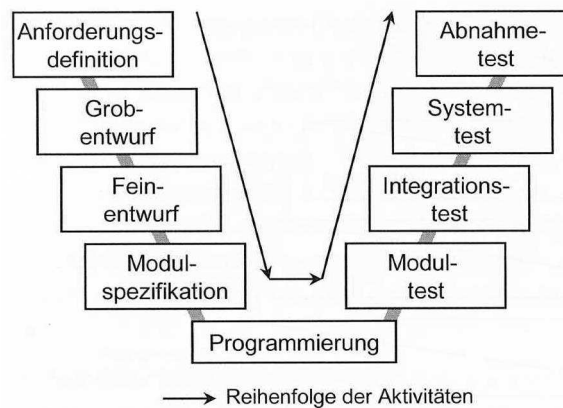 Anforderungs-
definition
Grob-
entwurf
Fein-
entwurf
Modul-
spezifikation
Programmierung
Abnahme-
test
System-
test
Integrations-
test
Modul-
test
Reihenfolge der Aktivitäten